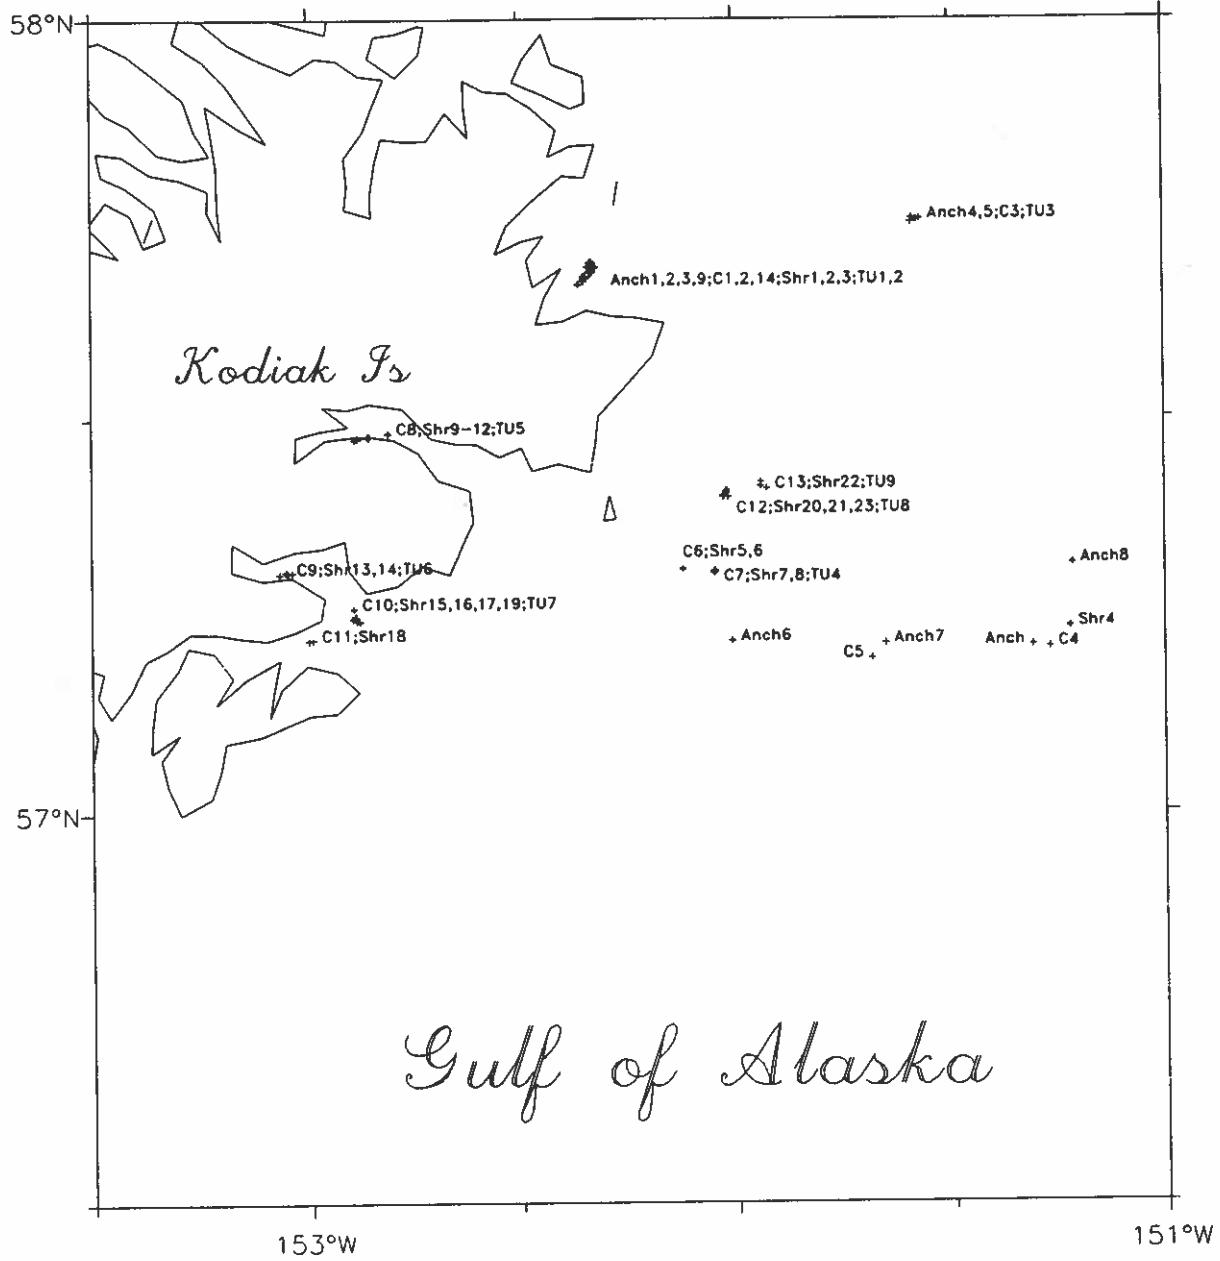 58°N
Anch4,5;C3;TU3
Anch1,2,3,9;C1,2,14;Shr1,2,3;TU1,2
Kodiak Is
C8;Shr9-12;TU5
C13;Shr22;TU9
C12;Shr20,21,23;TU8
C6;Shr5,6
Anch8
C9;Shr13,14;TU6
C7;Shr7,8;TU4
C10;Shr15,16,17,19;TU7
Shr4
C11;Shr18
Anch6
Anch7
Anch
C4
C5
57°N
Gulf of Alaska
153°W
151°W